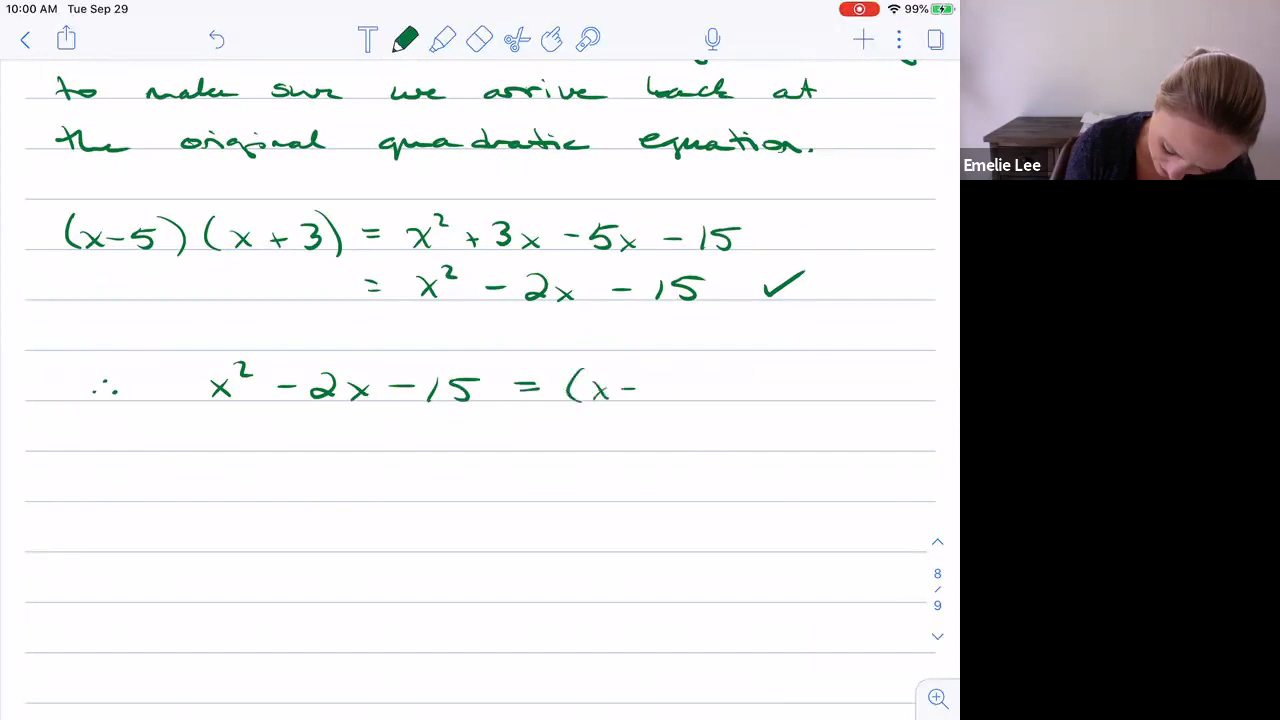 10:00 AM Tue Sep 29
99%
T
to make sure we arrive back at
the original quadratic equation.
(x-5)(x+3) = x² + 3x - 5x - 15
= x² - 2x - 15 ✓
∴ x² - 2x - 15 = (x -
8
/
9
Emelie Lee